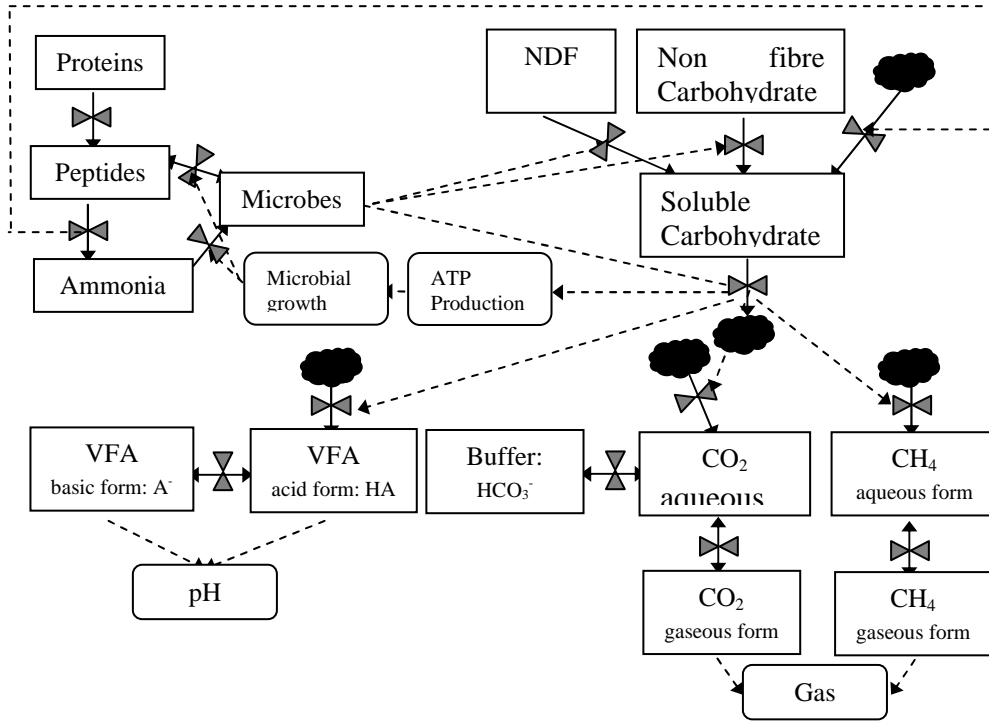 Proteins
NDF
Non fibre
Carbohydrate
Peptides
Microbes
Soluble
Carbohydrate
Ammonia
Microbial
growth
ATP
Production
VFA
basic form: A⁻
VFA
acid form: HA
Buffer:
HCO₃⁻
CO₂
aqueous
CH₄
aqueous form
pH
CO₂
gaseous form
CH₄
gaseous form
Gas